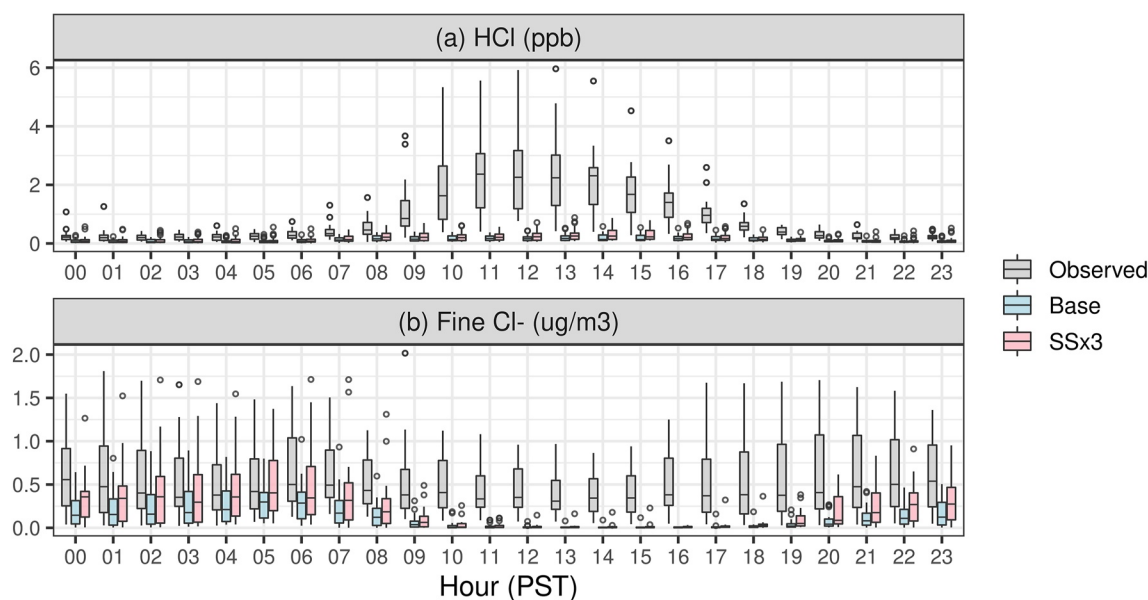 (a) HCl (ppb)
6
4
2
0
00 01 02 03 04 05 06 07 08 09 10 11 12 13 14 15 16 17 18 19 20 21 22 23
(b) Fine Cl- (ug/m3)
2.0
1.5
1.0
0.5
0.0
00 01 02 03 04 05 06 07 08 09 10 11 12 13 14 15 16 17 18 19 20 21 22 23
Hour (PST)
Observed
Base
SSx3